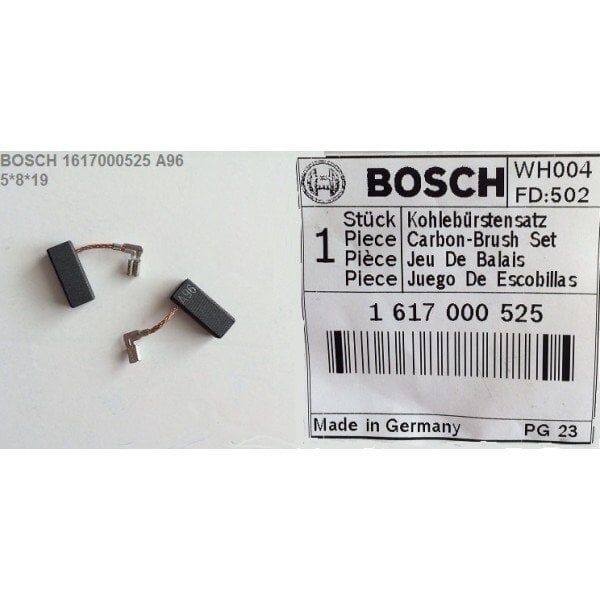 BOSCH 1617000525 A96
5*8*19
A96
BOSCH
WH004
FD:502
1
Stück Kohlebürstensatz
Piece Carbon-Brush Set
Pièce Jeu De Balais
Piece Juego De Escobillas
1 617 000 525
Made in Germany
PG 23